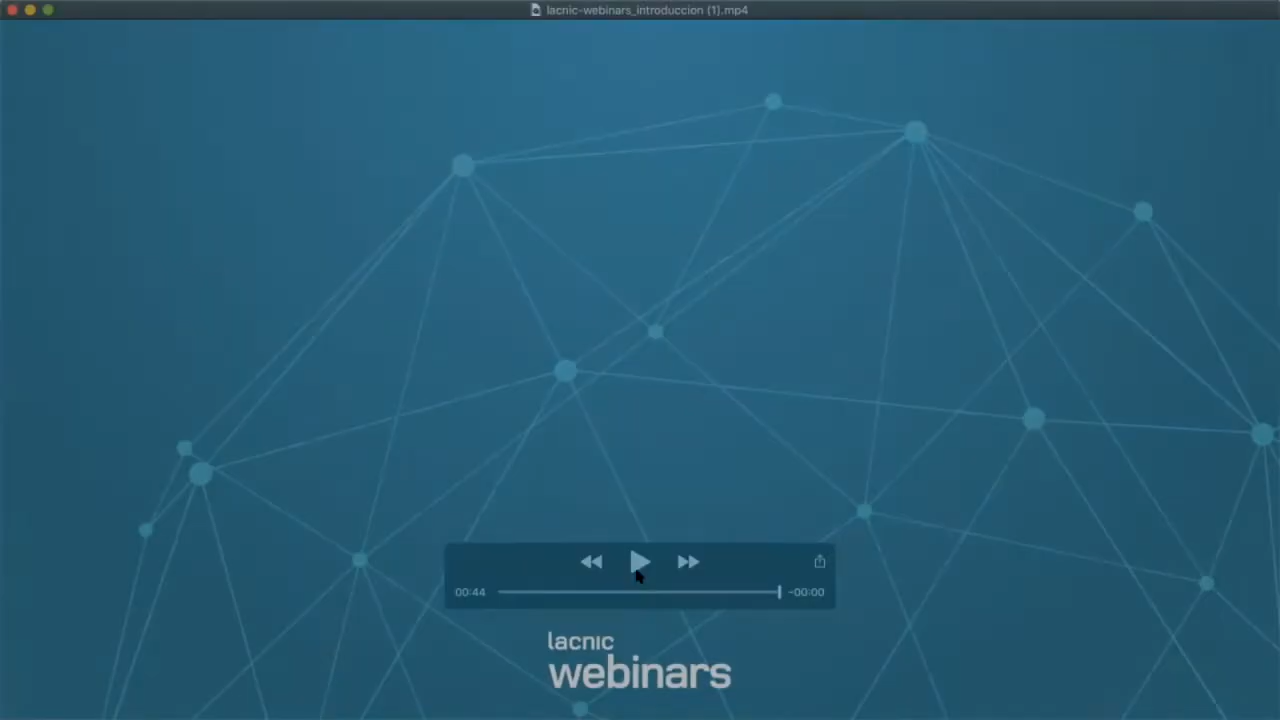 lacnic-webinars_introduccion (1).mp4
00:44
-00:00
lacnic
webinars